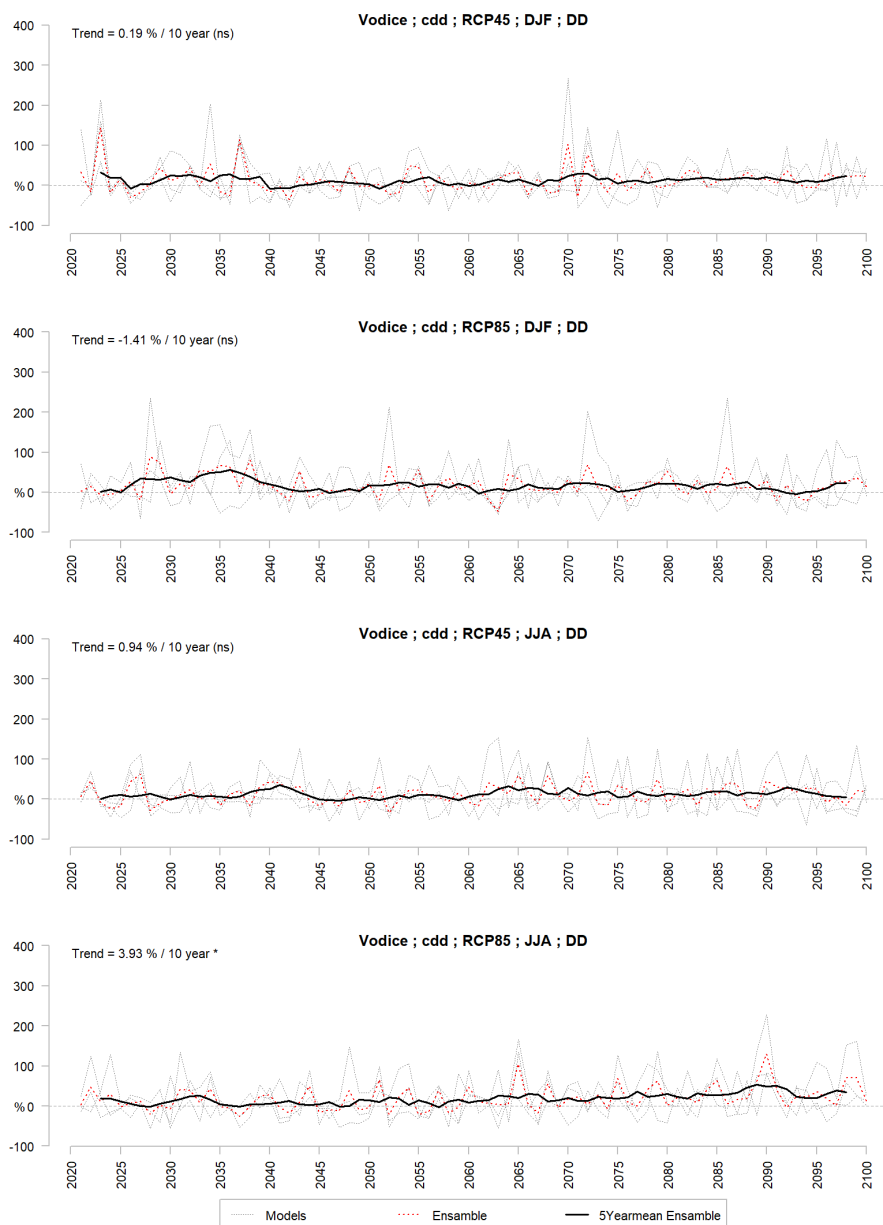 Vodice ; cdd ; RCP45 ; DJF ; DD
Trend = 0.19 % / 10 year (ns)
400
300
200
100
% 0
-100
2020 2025 2030 2035 2040 2045 2050 2055 2060 2065 2070 2075 2080 2085 2090 2095 2100
Vodice ; cdd ; RCP85 ; DJF ; DD
Trend = -1.41 % / 10 year (ns)
400
300
200
100
% 0
-100
2020 2025 2030 2035 2040 2045 2050 2055 2060 2065 2070 2075 2080 2085 2090 2095 2100
Vodice ; cdd ; RCP45 ; JJA ; DD
Trend = 0.94 % / 10 year (ns)
400
300
200
100
% 0
-100
2020 2025 2030 2035 2040 2045 2050 2055 2060 2065 2070 2075 2080 2085 2090 2095 2100
Vodice ; cdd ; RCP85 ; JJA ; DD
Trend = 3.93 % / 10 year *
400
300
200
100
% 0
-100
2020 2025 2030 2035 2040 2045 2050 2055 2060 2065 2070 2075 2080 2085 2090 2095 2100
Models Ensamble 5Yearmean Ensamble